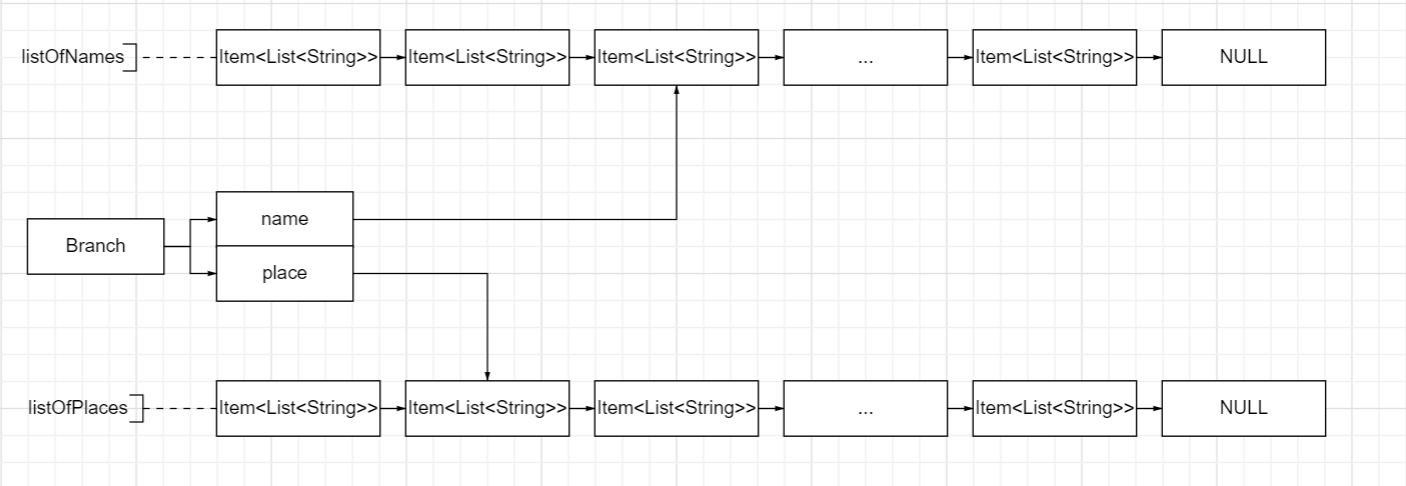 listOfNames
Item<List<String>>
Item<List<String>>
Item<List<String>>
...
Item<List<String>>
NULL
Branch
name
place
listOfPlaces
Item<List<String>>
Item<List<String>>
Item<List<String>>
...
Item<List<String>>
NULL